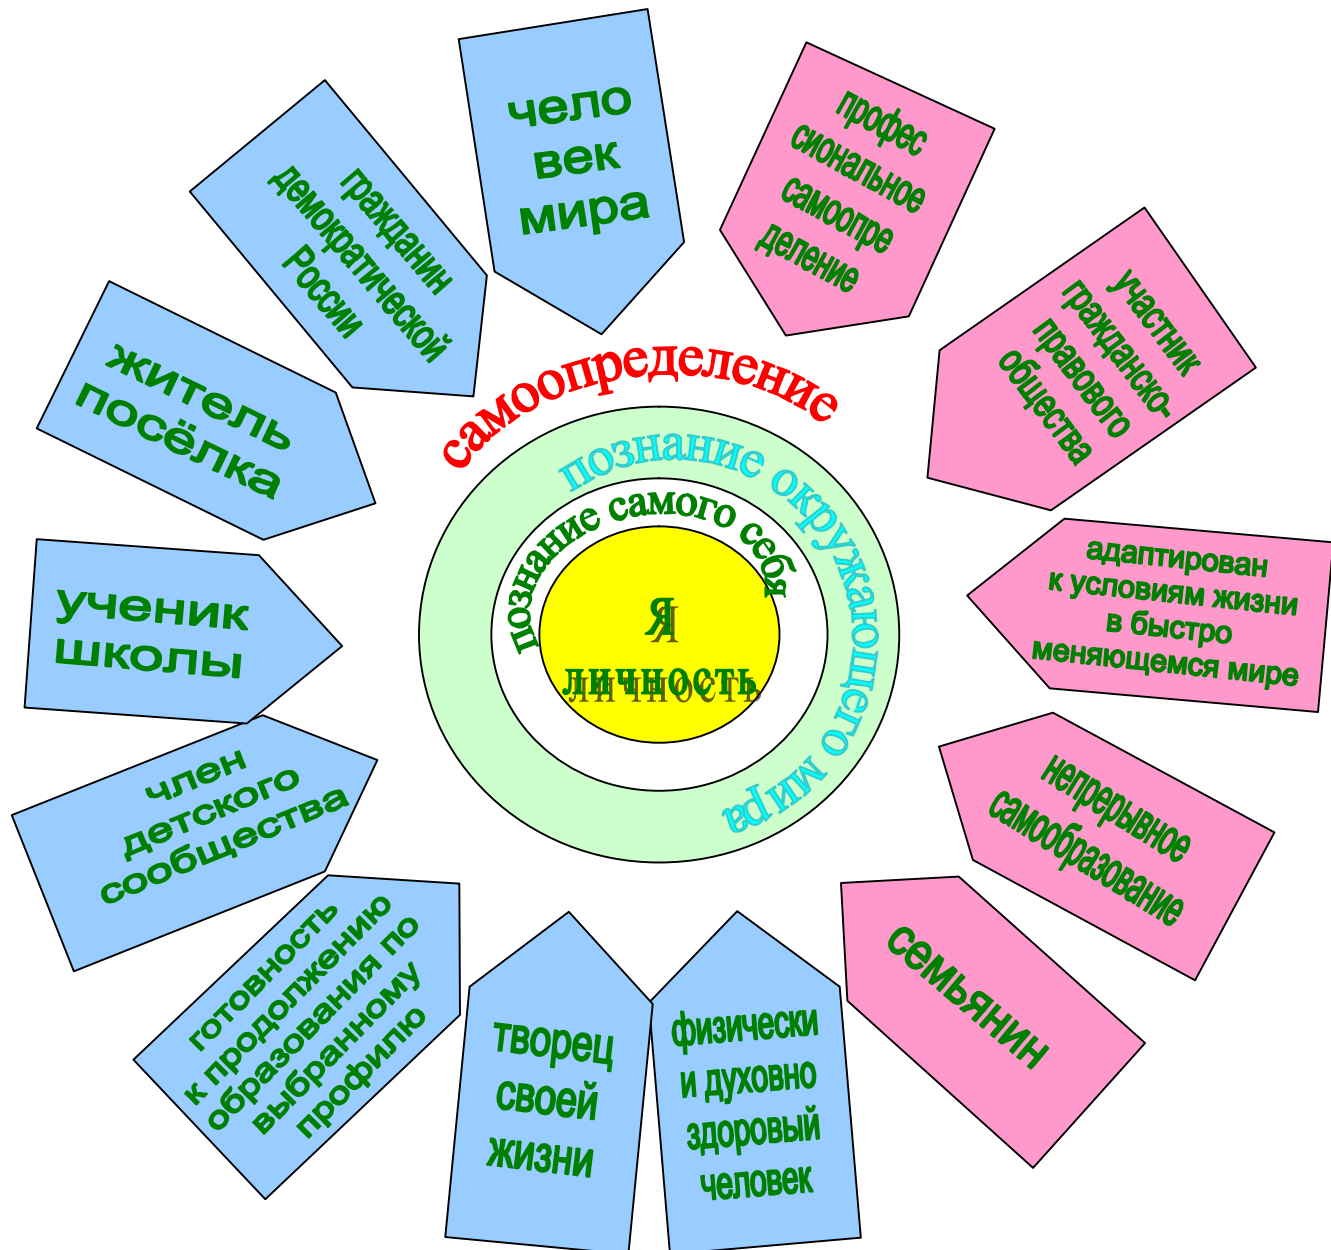 чело
век
мира
профес
сиональное
самоопре
деление
гражданин
демократической
России
участник
гражданско-
правового
общества
житель
посёлка
самоопределение
познание окружающего мира
познание самого себя
Я
личность
адаптирован
к условиям жизни
в быстро
меняющемся мире
ученик
школы
член
детского
сообщества
непрерывное
самообразование
готовность
к продолжению
образования по
выбранному
профилю
семьянин
творец
своей
жизни
физически
и духовно
здоровый
человек